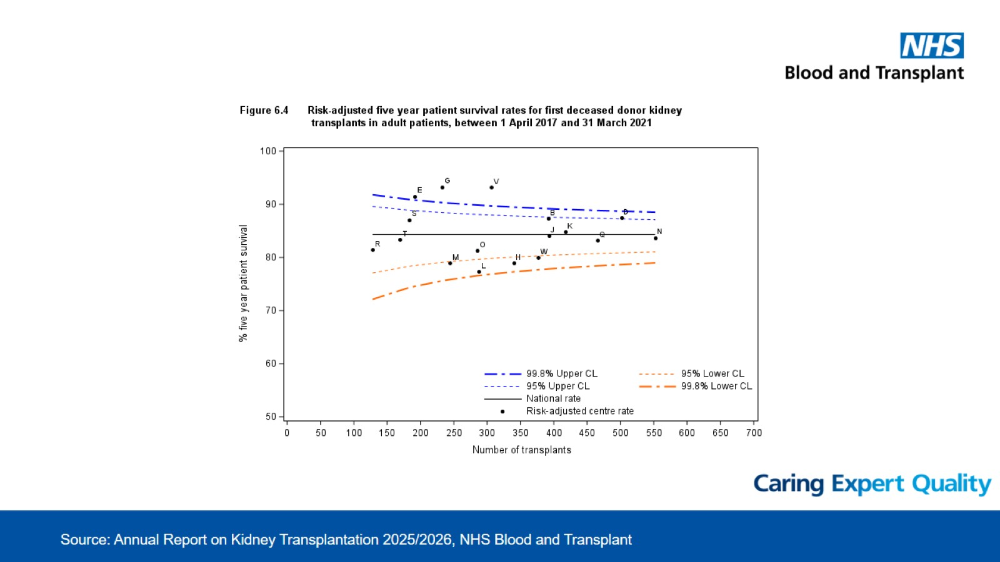 NHS
Blood and Transplant
Figure 6.4 Risk-adjusted five year patient survival rates for first deceased donor kidney
transplants in adult patients, between 1 April 2017 and 31 March 2021
100
90
80
70
60
50
% five year patient survival
G
V
E
S
B
D
K
J
T
Q
N
R
O
M
W
H
L
99.8% Upper CL
95% Lower CL
95% Upper CL
99.8% Lower CL
National rate
Risk-adjusted centre rate
0 50 100 150 200 250 300 350 400 450 500 550 600 650 700
Number of transplants
Caring Expert Quality
Source: Annual Report on Kidney Transplantation 2025/2026, NHS Blood and Transplant